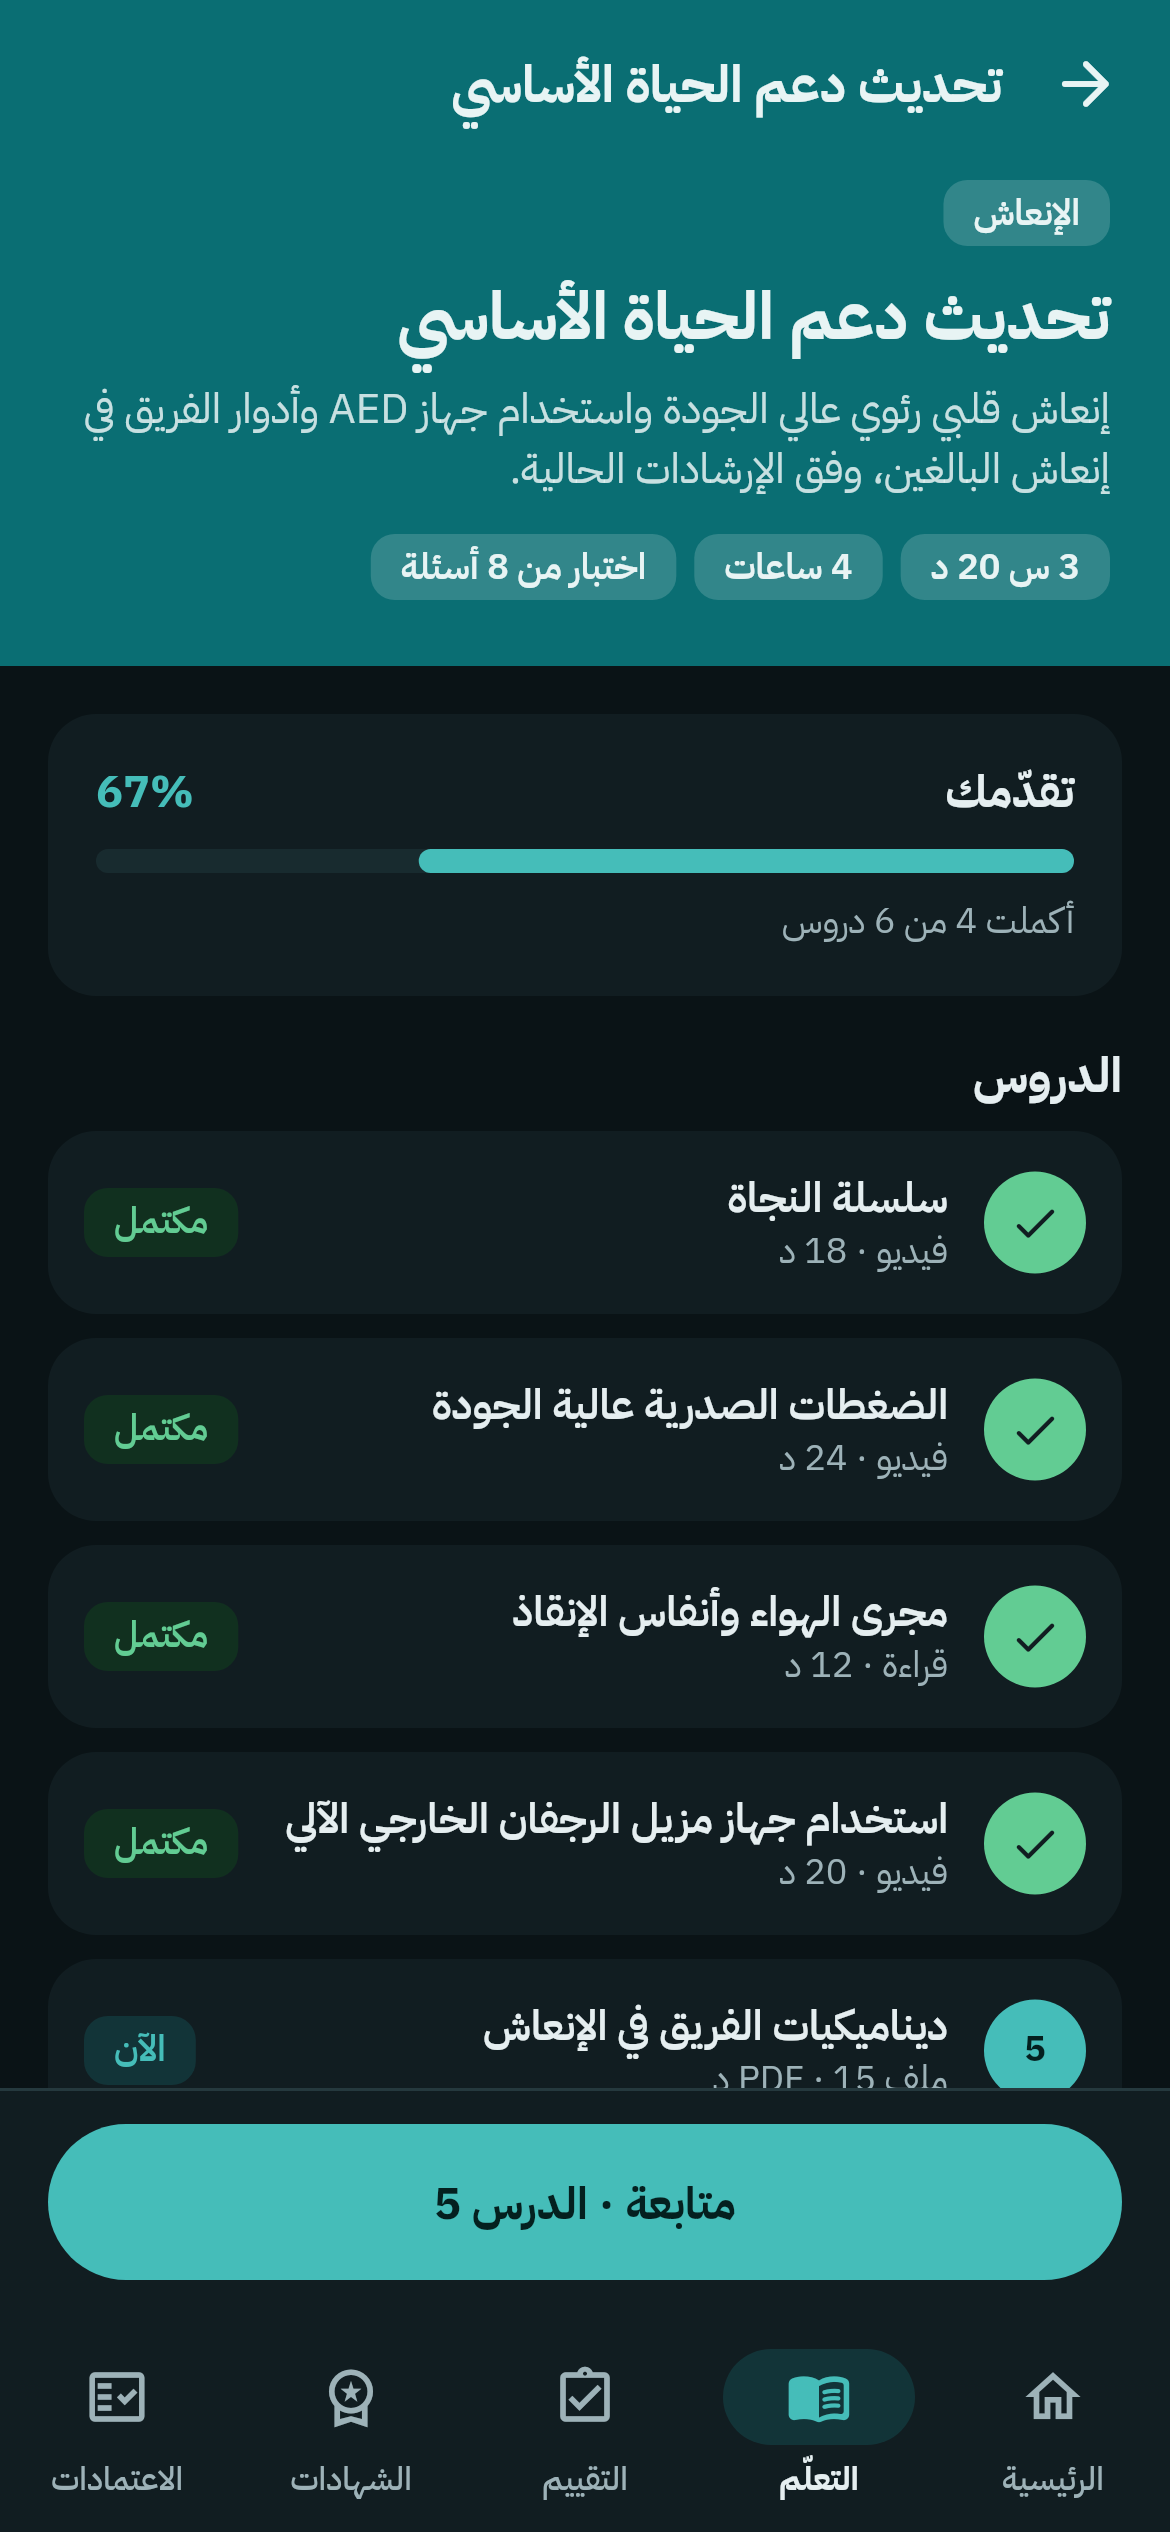 تحديث دعم الحياة الأساسي
الإنعاش
تحديث دعم الحياة الأساسي
إنعاش قلبي رئوي عالي الجودة واستخدام جهاز AED وأدوار الفريق في
إنعاش البالغين، وفق الإرشادات الحالية.
3 س 20 د
4 ساعات
اختبار من 8 أسئلة
تقدّمك
67%
أكملت 4 من 6 دروس
الدروس
سلسلة النجاة
فيديو · 18 د
مكتمل
الضغطات الصدرية عالية الجودة
فيديو · 24 د
مكتمل
مجرى الهواء وأنفاس الإنقاذ
قراءة · 12 د
مكتمل
استخدام جهاز مزيل الرجفان الخارجي الآلي
فيديو · 20 د
مكتمل
5
ديناميكيات الفريق في الإنعاش
ملف PDF · 15 د
الآن
متابعة · الدرس 5
الرئيسية
التعلّم
التقييم
الشهادات
الاعتمادات